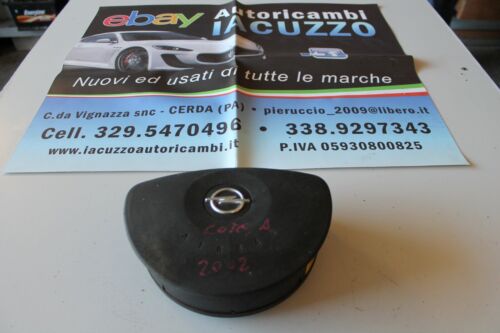 ebay Autoricambi
IACUZZO
Nuovi ed usati di tutte le marche
C.da Vignazza snc - CERDA (PA) • pieruccio_2009@libero.it
Cell. 329.5470496 • 338.9297343
www.iacuzzoautoricambi.it P.IVA 05930800825
2002